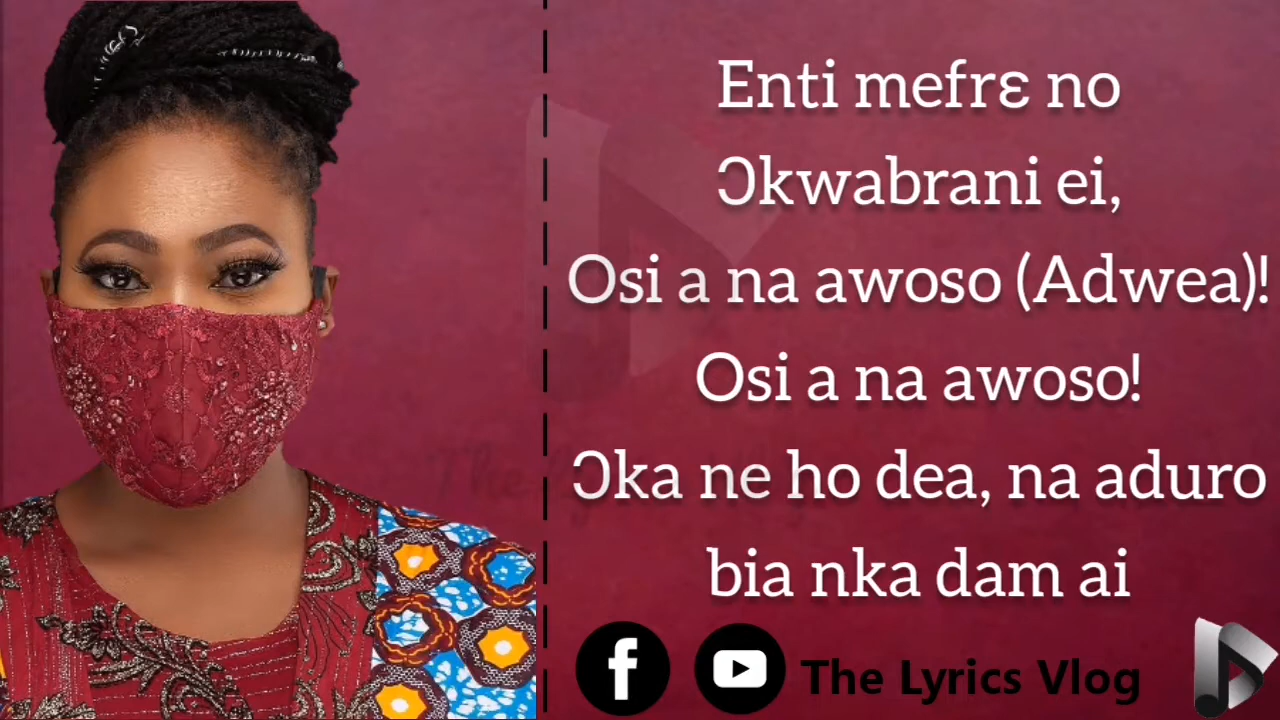 Enti mefrɛ no
Ɔkwabrani ei,
Osi a na awoso (Adwea)!
Osi a na awoso!
Ɔka ne ho dea, na aduro
bia nka dam ai
The Lyrics Vlog